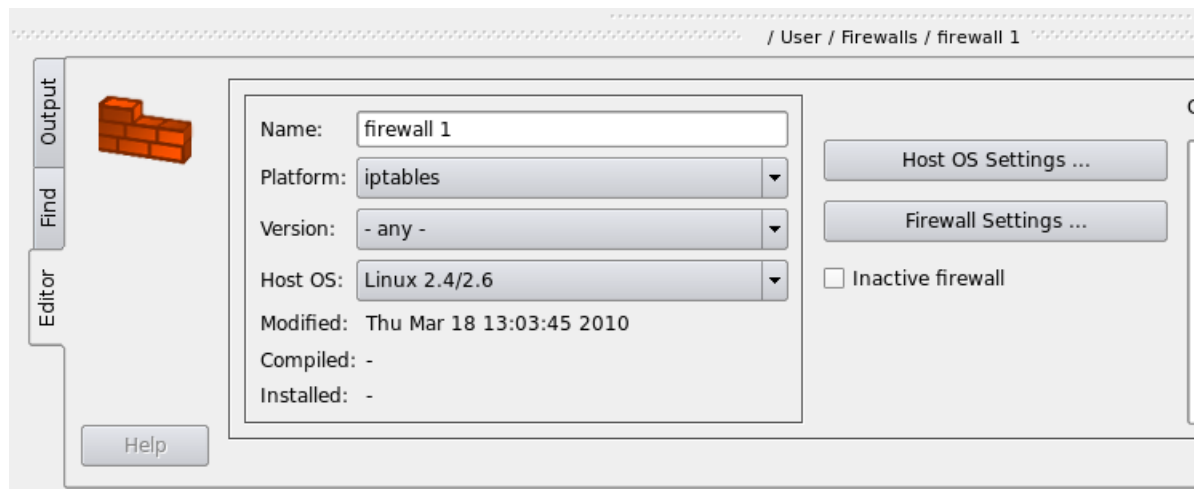 / User / Firewalls / firewall 1
Output
Find
Editor
Name: firewall 1
Platform: iptables
Version: - any -
Host OS: Linux 2.4/2.6
Modified: Thu Mar 18 13:03:45 2010
Compiled: -
Installed: -
Host OS Settings ...
Firewall Settings ...
Inactive firewall
Help